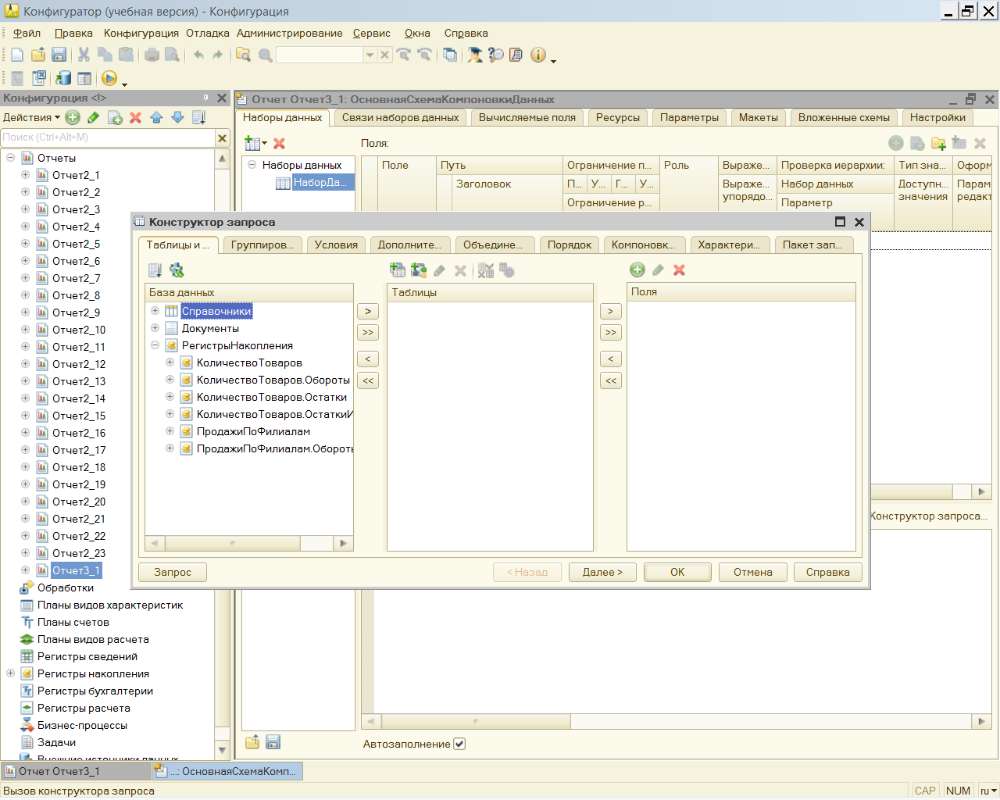 Конфигуратор (учебная версия) - Конфигурация
Файл Правка Конфигурация Отладка Администрирование Сервис Окна Справка
Конфигурация <!>
Действия
Поиск (Ctrl+Alt+M)
Отчеты
Отчет2_1
Отчет2_2
Отчет2_3
Отчет2_4
Отчет2_5
Отчет2_6
Отчет2_7
Отчет2_8
Отчет2_9
Отчет2_10
Отчет2_11
Отчет2_12
Отчет2_13
Отчет2_14
Отчет2_15
Отчет2_16
Отчет2_17
Отчет2_18
Отчет2_19
Отчет2_20
Отчет2_21
Отчет2_22
Отчет2_23
Отчет3_1
Обработки
Планы видов характеристик
Планы счетов
Планы видов расчета
Регистры сведений
Регистры накопления
Регистры бухгалтерии
Регистры расчета
Бизнес-процессы
Задачи
Внешние источники данных
Отчет Отчет3_1: ОсновнаяСхемаКомпоновкиДанных
Наборы данных Связи наборов данных Вычисляемые поля Ресурсы Параметры Макеты Вложенные схемы Настройки
Поля:
Наборы данных
НаборДа...
Поле Путь Ограничение п... Роль Выраже... Проверка иерархии: Тип зна... Оформ
Заголовок П... У... Г... У... Выраже... Набор данных Доступн... Парам
упорядо... значения редакт
Ограничение р... Параметр
Конструктор запроса
Таблицы и ... Группиров... Условия Дополните... Объедине... Порядок Компоновк... Характери... Пакет зап...
База данных
Справочники
Документы
РегистрыНакопления
КоличествоТоваров
КоличествоТоваров.Обороты
КоличествоТоваров.Остатки
КоличествоТоваров.ОстаткиИ
ПродажиПоФилиалам
ПродажиПоФилиалам.Обороты
>
>>
<
<<
Таблицы
>
>>
<
<<
Поля
Запрос < Назад Далее > ОК Отмена Справка
Конструктор запроса...
Автозаполнение
Отчет Отчет3_1 ...: ОсновнаяСхемаКомп...
Вызов конструктора запроса CAP NUM ru